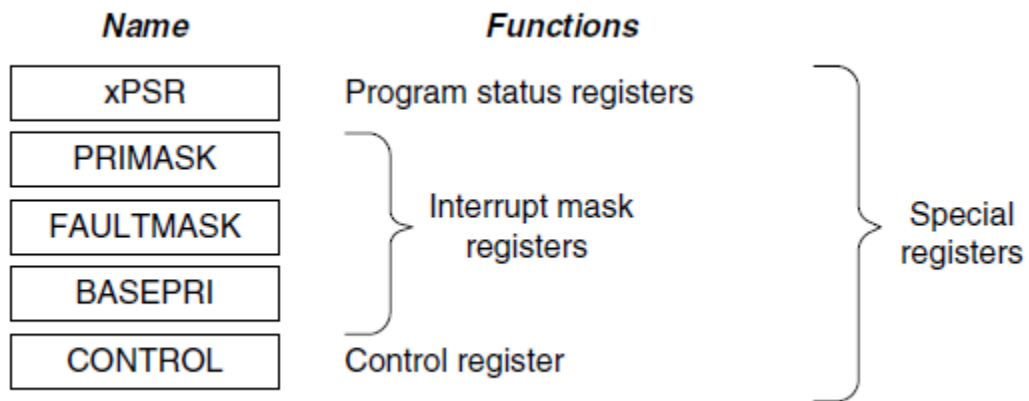 Name Functions
xPSR Program status registers
PRIMASK
FAULTMASK
BASEPRI
Interrupt mask
registers
CONTROL Control register
Special
registers